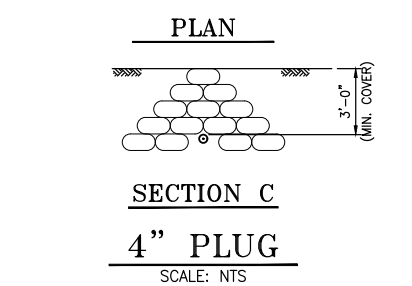 PLAN
3'-0"
(MIN. COVER)
SECTION C
4" PLUG
SCALE: NTS